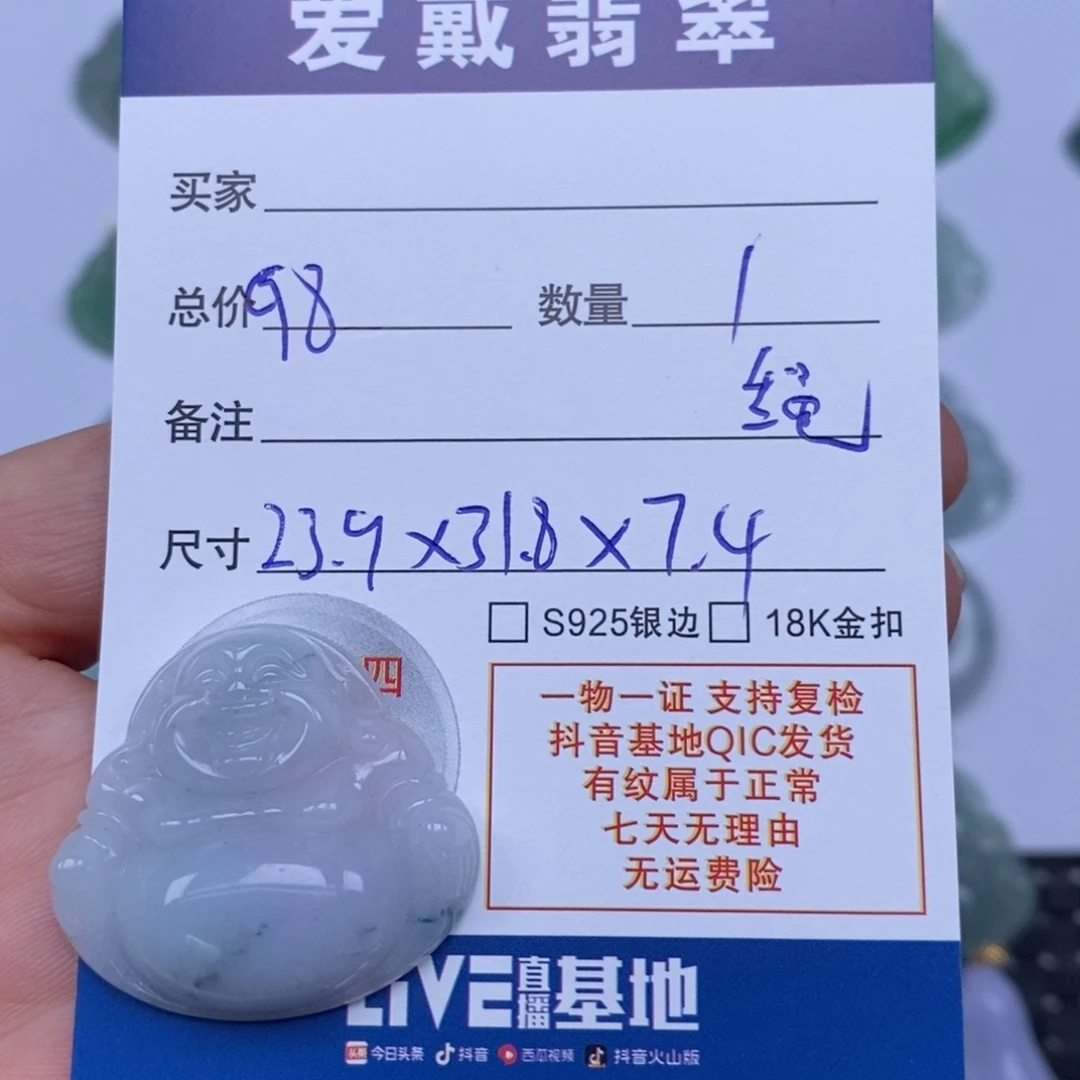 爱戴翡翠
买家
总价 98 数量 1
备注 绳
尺寸 23.9×31.8×7.4
S925银边 18K金扣
四
一物一证 支持复检
抖音基地QIC发货
有纹属于正常
七天无理由
无运费险
LIVE直播基地
头条 今日头条 抖音 西瓜视频 抖音火山版